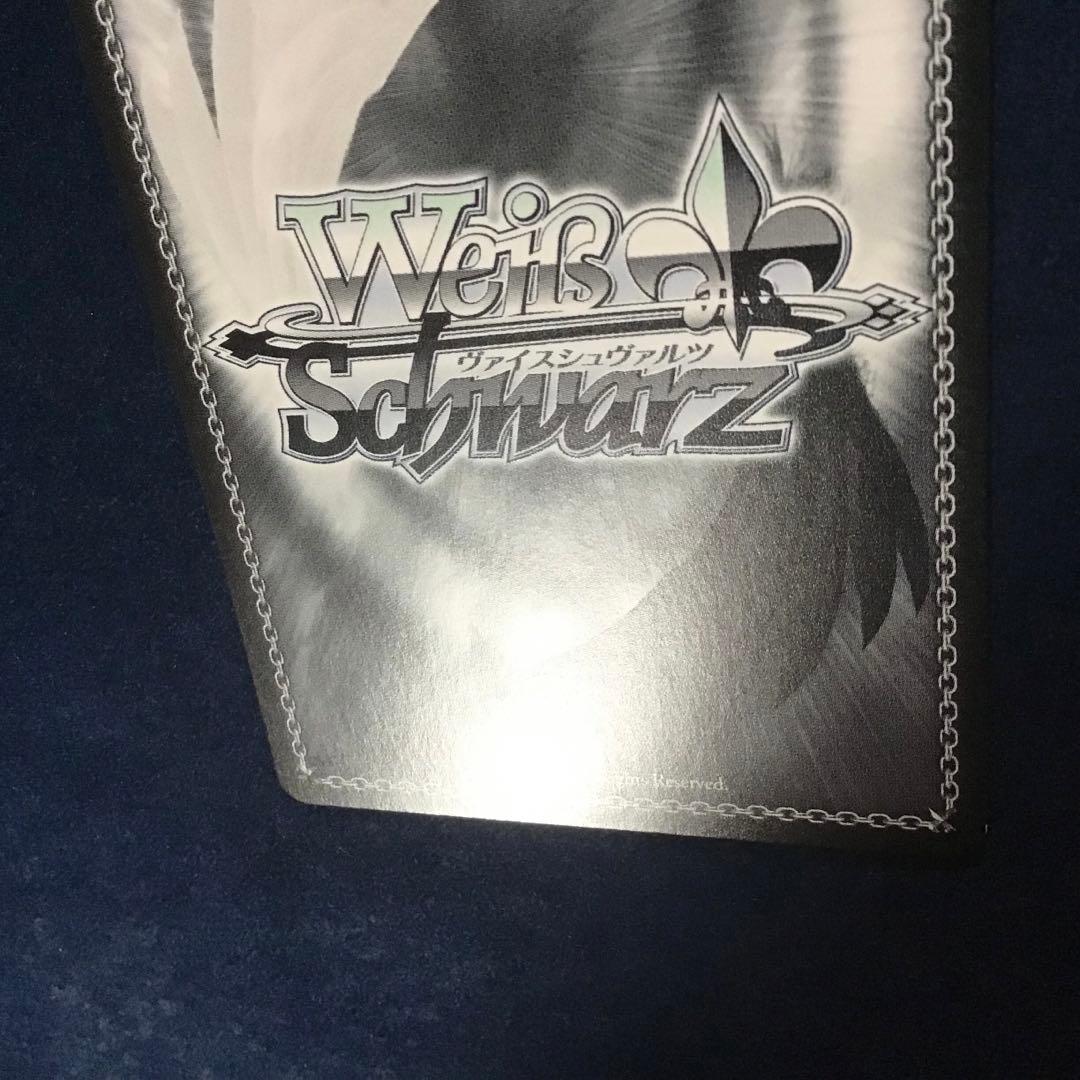 Weiß
ヴァイスシュヴァルツ
Schwarz
Reserved.